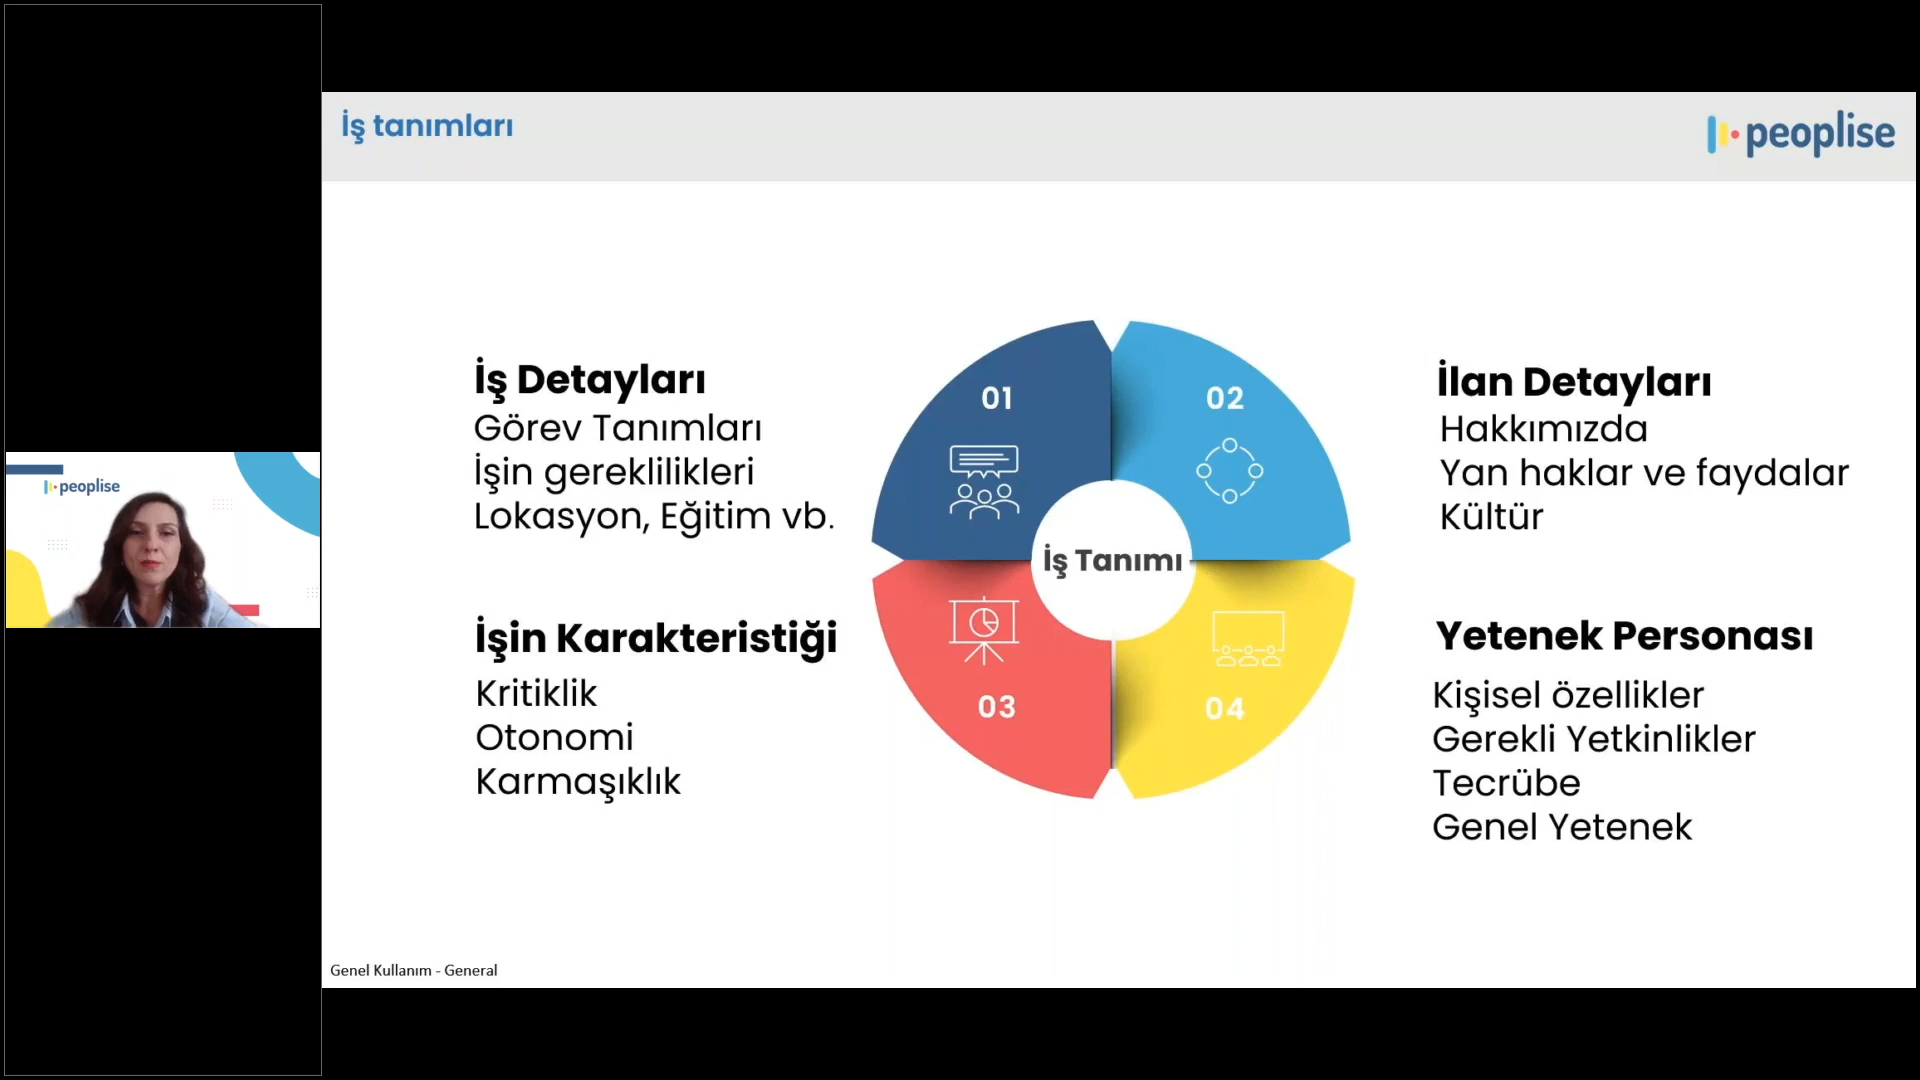 İş tanımları
peoplise
peoplise
İş Detayları
Görev Tanımları
İşin gereklilikleri
Lokasyon, Eğitim vb.
01
02
İlan Detayları
Hakkımızda
Yan haklar ve faydalar
Kültür
İş Tanımı
İşin Karakteristiği
Kritiklik
Otonomi
Karmaşıklık
03
04
Yetenek Personası
Kişisel özellikler
Gerekli Yetkinlikler
Tecrübe
Genel Yetenek
Genel Kullanım - General